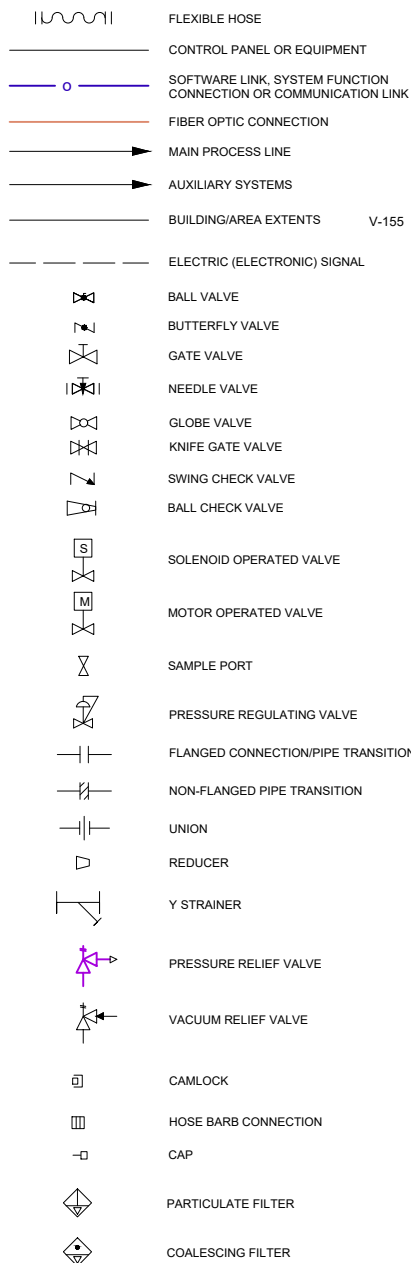 FLEXIBLE HOSE
CONTROL PANEL OR EQUIPMENT
o
SOFTWARE LINK, SYSTEM FUNCTION
CONNECTION OR COMMUNICATION LINK
FIBER OPTIC CONNECTION
MAIN PROCESS LINE
AUXILIARY SYSTEMS
BUILDING/AREA EXTENTS V-155
ELECTRIC (ELECTRONIC) SIGNAL
BALL VALVE
BUTTERFLY VALVE
GATE VALVE
NEEDLE VALVE
GLOBE VALVE
KNIFE GATE VALVE
SWING CHECK VALVE
BALL CHECK VALVE
S
SOLENOID OPERATED VALVE
M
MOTOR OPERATED VALVE
SAMPLE PORT
PRESSURE REGULATING VALVE
FLANGED CONNECTION/PIPE TRANSITION
NON-FLANGED PIPE TRANSITION
UNION
REDUCER
Y STRAINER
PRESSURE RELIEF VALVE
VACUUM RELIEF VALVE
CAMLOCK
HOSE BARB CONNECTION
CAP
PARTICULATE FILTER
COALESCING FILTER